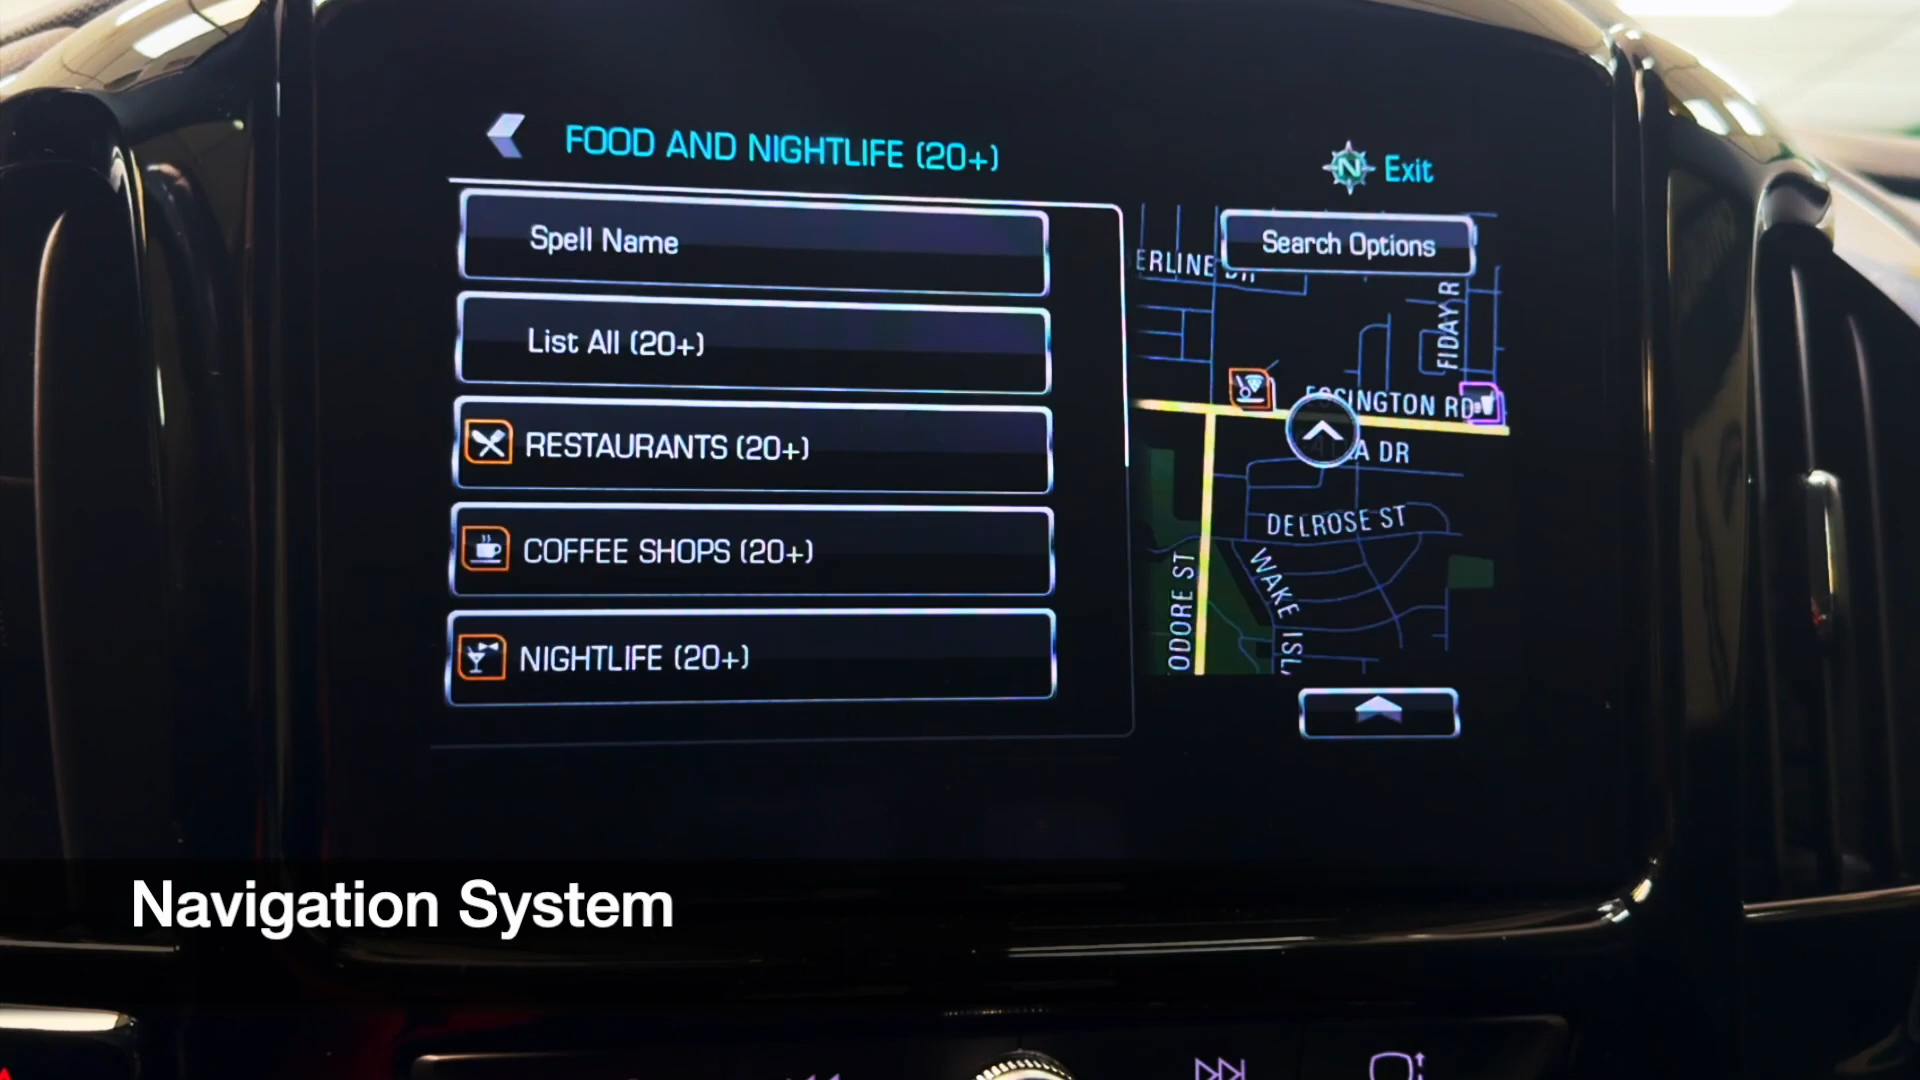 FOOD AND NIGHTLIFE (20+)
N Exit
Spell Name
Search Options
List All (20+)
RESTAURANTS (20+)
COFFEE SHOPS (20+)
NIGHTLIFE (20+)
ERLINE
ESSINGTON RD
A DR
DELROSE ST
WAKE
ISL
ODORE ST
Navigation System